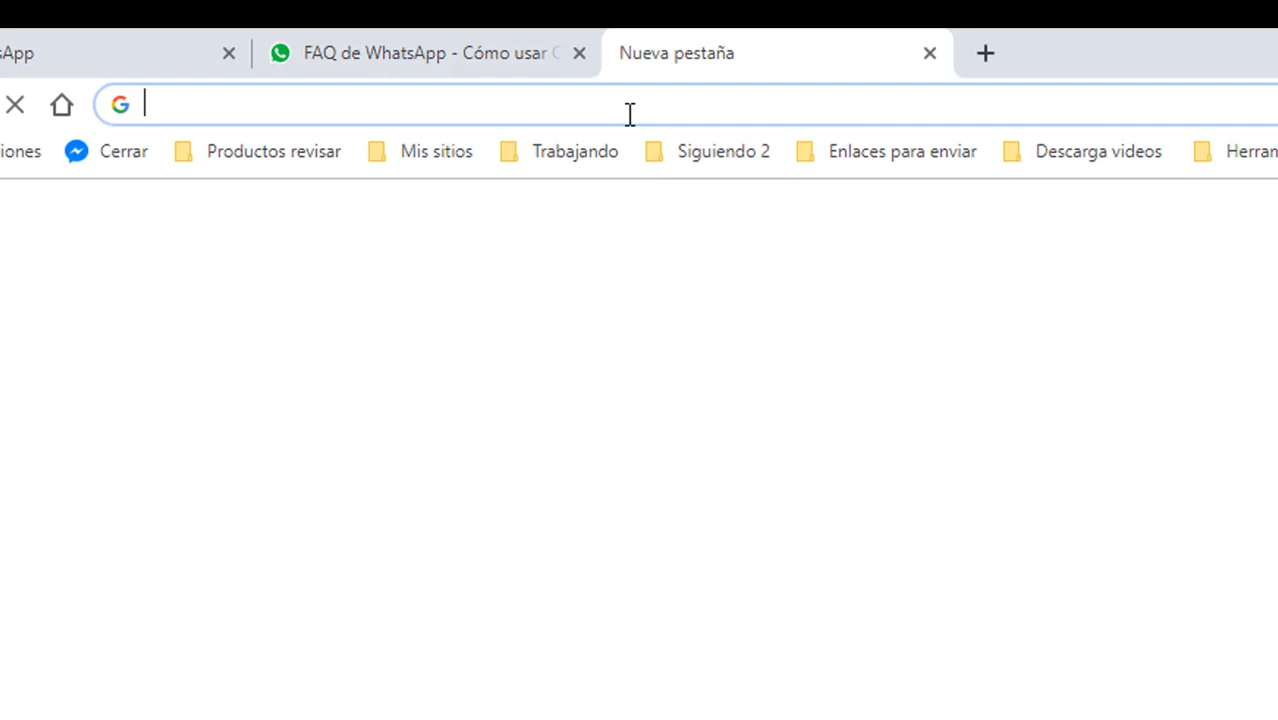 sApp
FAQ de WhatsApp - Cómo usar
Nueva pestaña
iones
Cerrar
Productos revisar
Mis sitios
Trabajando
Siguiendo 2
Enlaces para enviar
Descarga videos
Herran